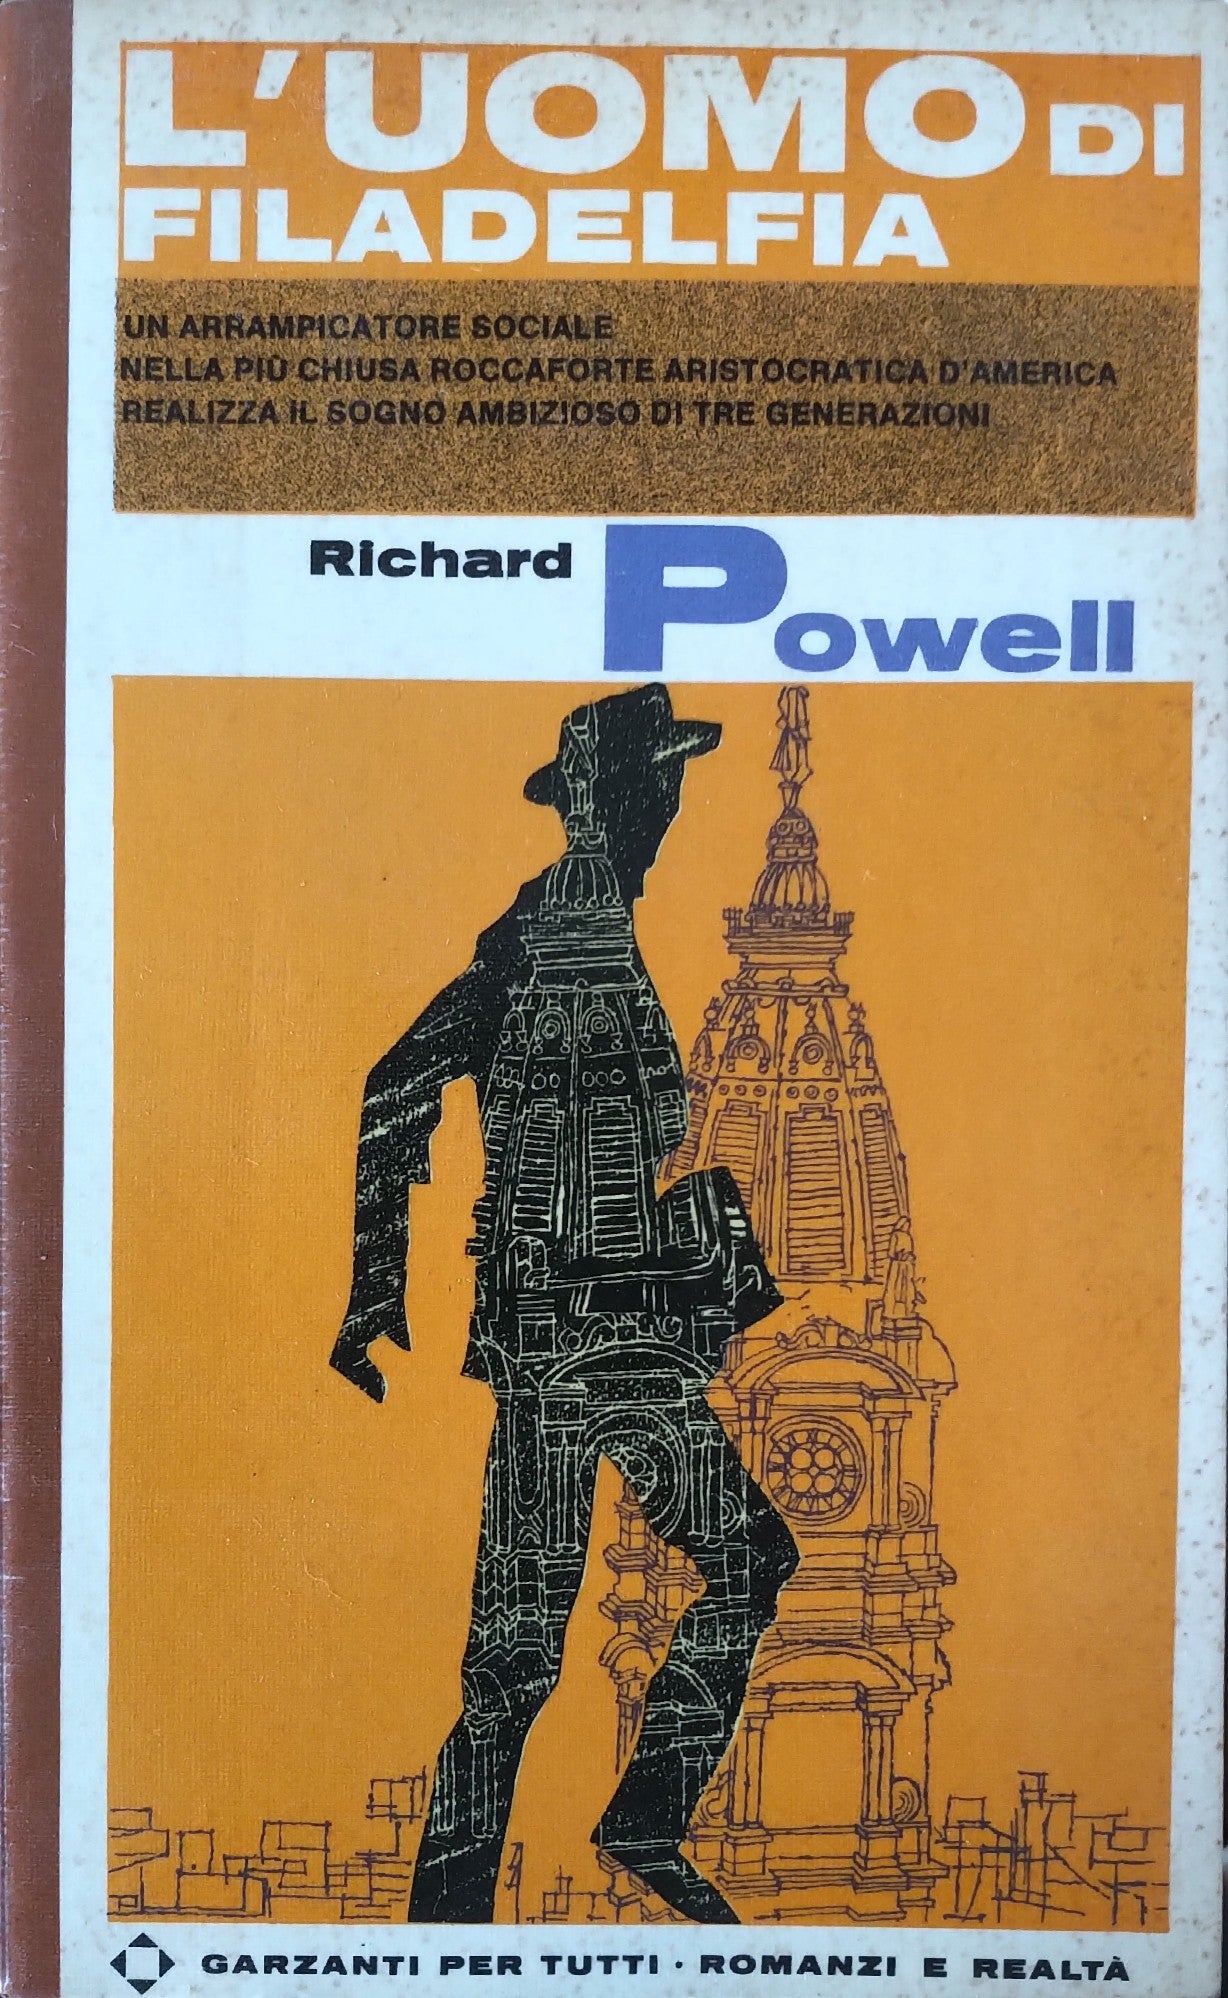 L'UOMO DI
FILADELFIA
UN ARRAMPICATORE SOCIALE
NELLA PIÙ CHIUSA ROCCAFORTE ARISTOCRATICA D'AMERICA
REALIZZA IL SOGNO AMBIZIOSO DI TRE GENERAZIONI
Richard Powell
GARZANTI PER TUTTI • ROMANZI E REALTÀ